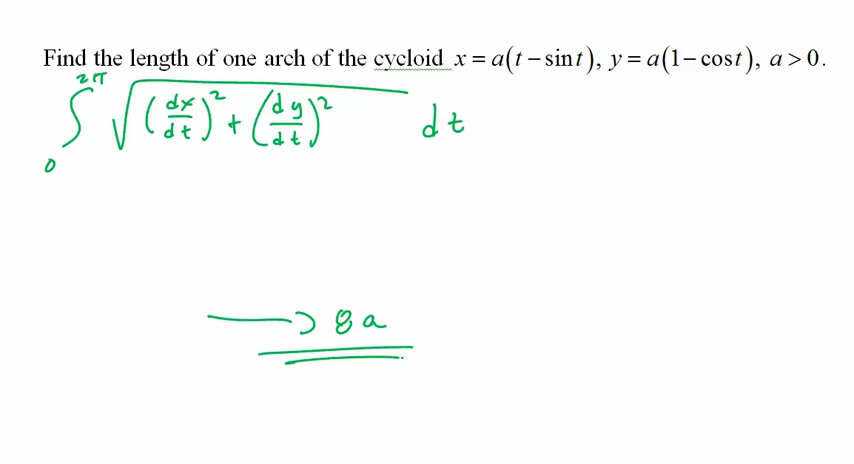 Find the length of one arch of the cycloid x = a(t − sin t), y = a(1 − cos t), a > 0.
∫₀^{2π} √((dx/dt)² + (dy/dt)²) dt
→ 8a